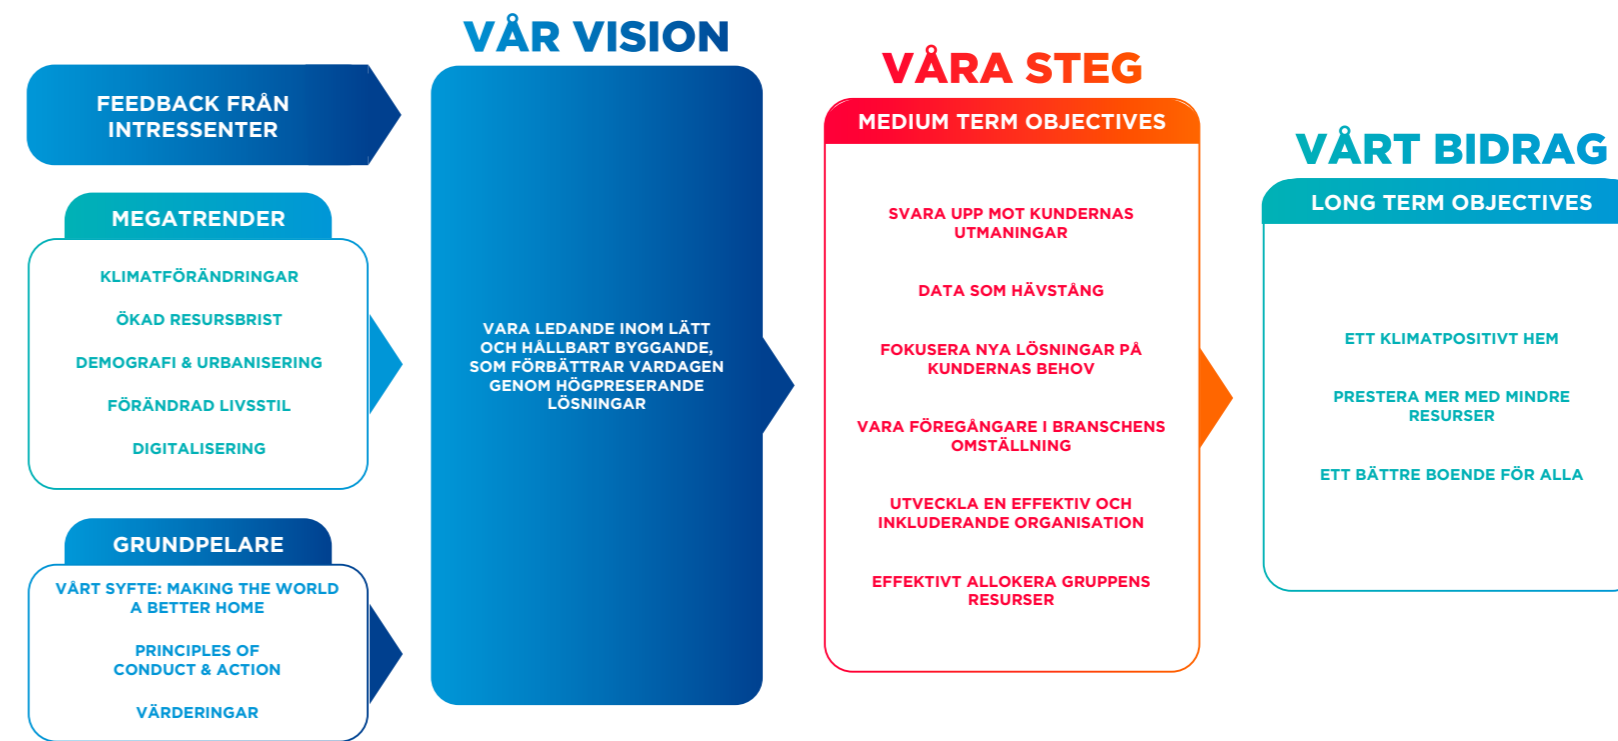 FEEDBACK FRÅN
INTRESSENTER
MEGATRENDER
KLIMATFÖRÄNDRINGAR
ÖKAD RESURSBRIST
DEMOGRAFI & URBANISERING
FÖRÄNDRAD LIVSSTIL
DIGITALISERING
GRUNDPELARE
VÅRT SYFTE: MAKING THE WORLD
A BETTER HOME
PRINCIPLES OF
CONDUCT & ACTION
VÄRDERINGAR
VÅR VISION
VARA LEDANDE INOM LÄTT
OCH HÅLLBART BYGGANDE,
SOM FÖRBÄTTRAR VARDAGEN
GENOM HÖGPRESERANDE
LÖSNINGAR
VÅRA STEG
MEDIUM TERM OBJECTIVES
SVARA UPP MOT KUNDERNAS
UTMANINGAR
DATA SOM HÄVSTÅNG
FOKUSERA NYA LÖSNINGAR PÅ
KUNDERNAS BEHOV
VARA FÖREGÅNGARE I BRANSCHENS
OMSTÄLLNING
UTVECKLA EN EFFEKTIV OCH
INKLUDERANDE ORGANISATION
EFFEKTIVT ALLOKERA GRUPPENS
RESURSER
VÅRT BIDRAG
LONG TERM OBJECTIVES
ETT KLIMATPOSITIVT HEM
PRESTERA MER MED MINDRE
RESURSER
ETT BÄTTRE BOENDE FÖR ALLA